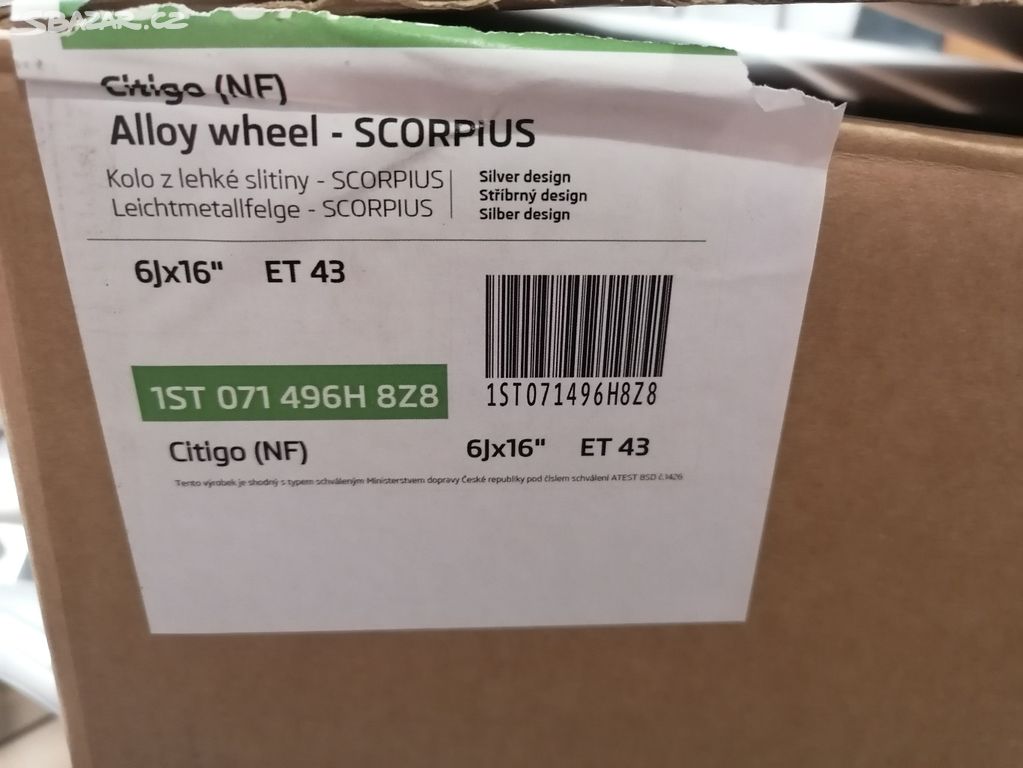 SBAZAR.CZ
Citigo (NF)
Alloy wheel - SCORPiUS
Kolo z lehké slitiny - SCORPIUS
Leichtmetallfelge - SCORPIUS
Silver design
Stříbrný design
Silber design
6Jx16" ET 43
1ST071496H8Z8
1ST 071 496H 8Z8
Citigo (NF) 6Jx16" ET 43
Tento výrobek je shodný s typem schváleným Ministerstvem dopravy České republiky pod číslem schválení ATEST 8SD č.1426